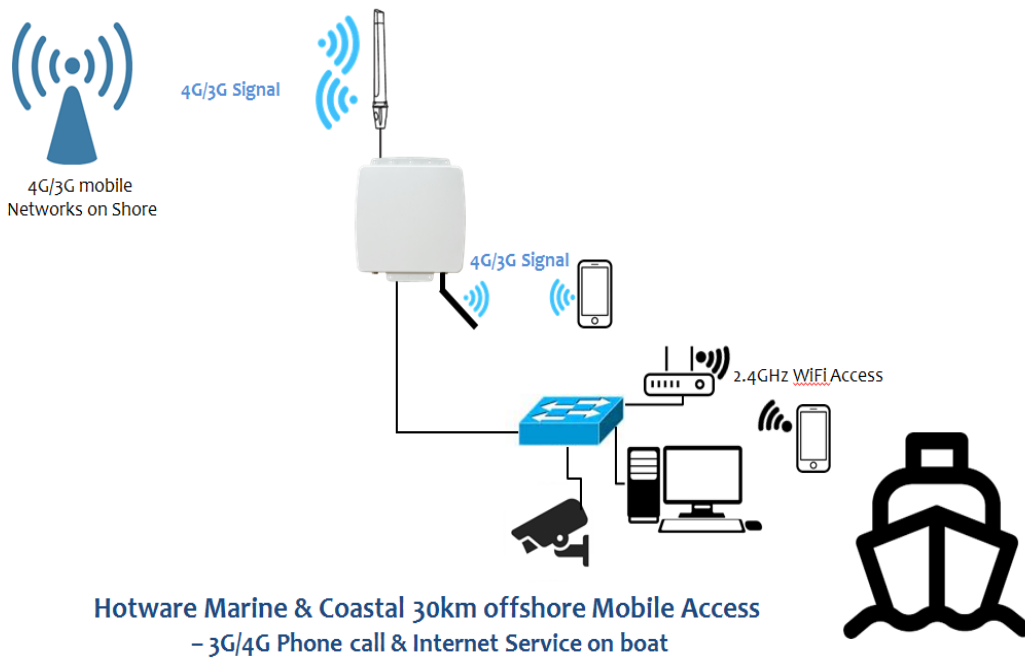 4G/3G Signal
4G/3G mobile
Networks on Shore
4G/3G Signal
2.4GHz WiFi Access
Hotware Marine & Coastal 30km offshore Mobile Access
– 3G/4G Phone call & Internet Service on boat